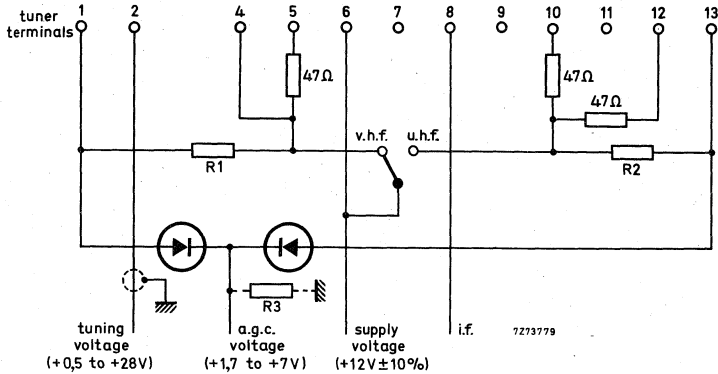 tuner
terminals
1 2 4 5 6 7 8 9 10 11 12 13
47Ω
47Ω
47Ω
v.h.f. u.h.f.
R1
R2
R3
tuning
voltage
(+0,5 to +28V)
a.g.c.
voltage
(+1,7 to +7V)
supply
voltage
(+12V±10%)
i.f.
7Z73779